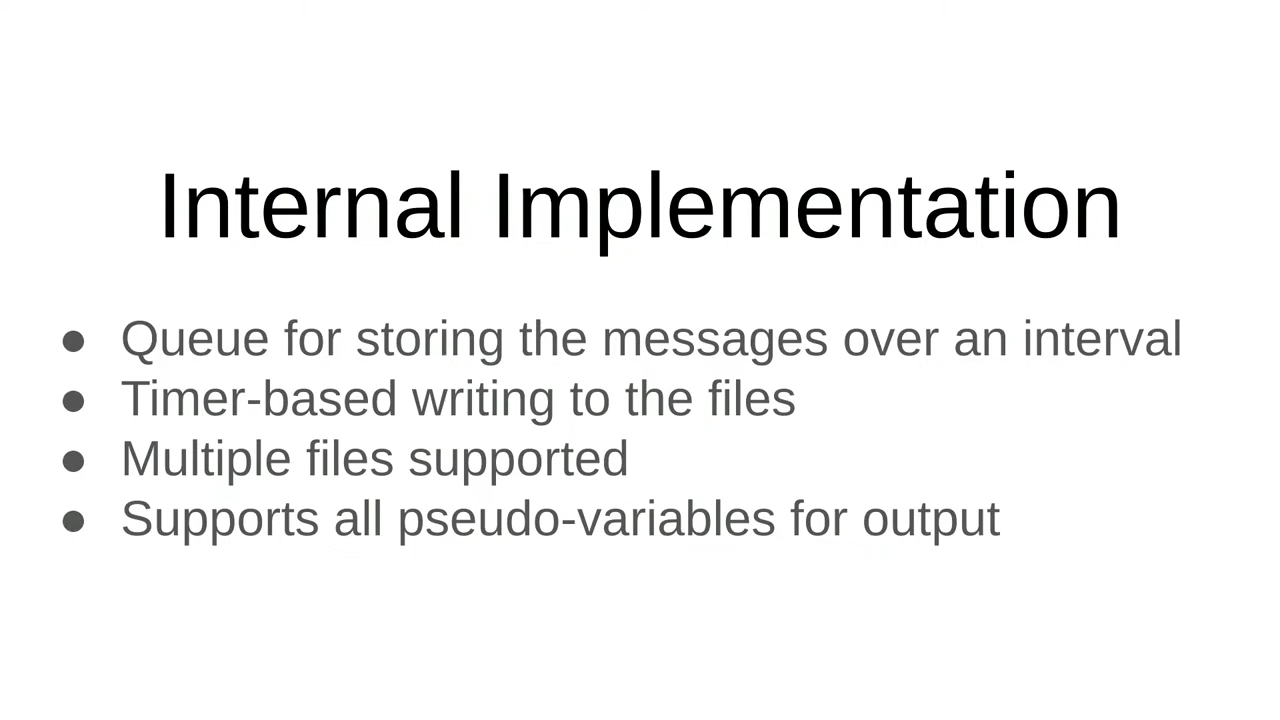 Internal Implementation
● Queue for storing the messages over an interval
● Timer-based writing to the files
● Multiple files supported
● Supports all pseudo-variables for output